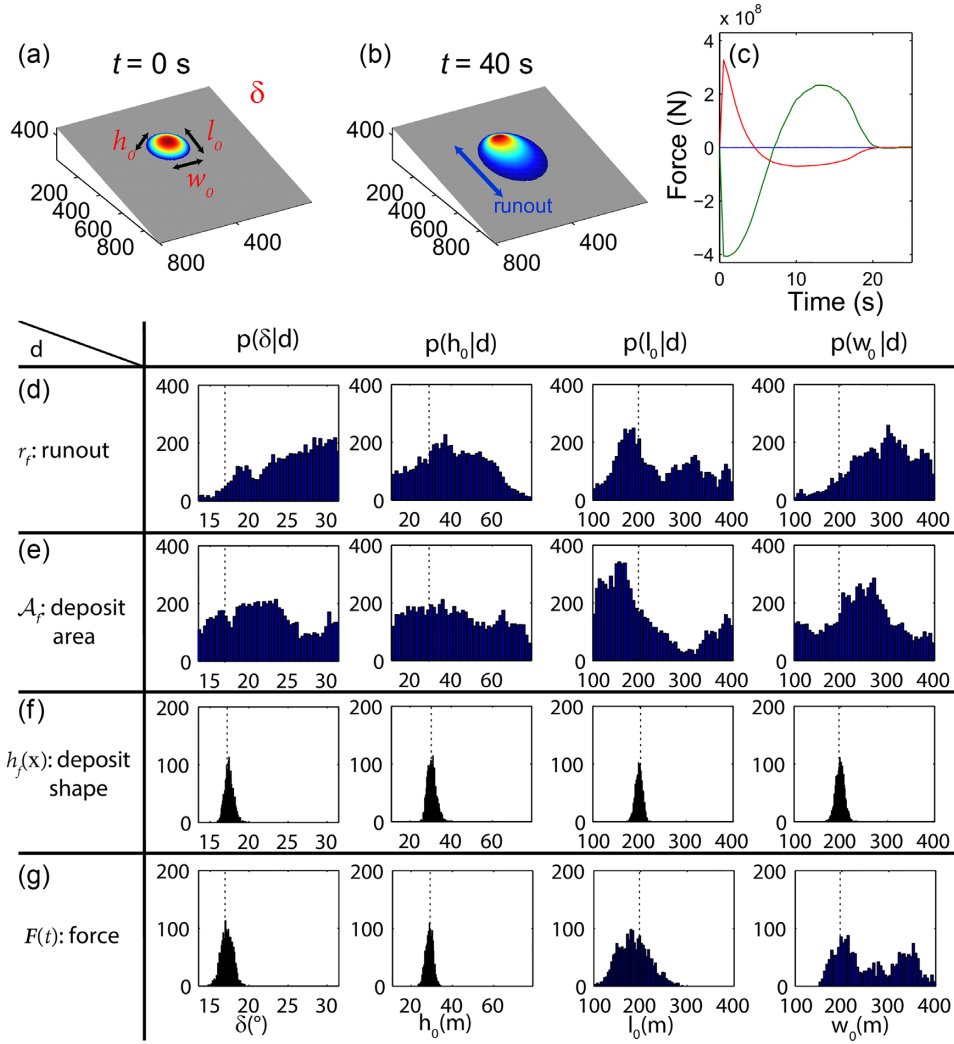 (a)
t = 0 s
δ
h₀
l₀
w₀
400
200
400
600
800
800
400
(b)
t = 40 s
runout
400
200
400
600
800
800
400
(c)
× 10⁸
Force (N)
4
2
0
−2
−4
0 10 20
Time (s)
d
p(δ|d)
p(h₀|d)
p(l₀|d)
p(w₀|d)
(d)
r_f: runout
400
200
0
15 20 25 30
400
200
0
20 40 60
400
200
0
100 200 300 400
400
200
0
100 200 300 400
(e)
𝒜_f: deposit
area
400
200
0
15 20 25 30
400
200
0
20 40 60
400
200
0
100 200 300 400
400
200
0
100 200 300 400
(f)
h_f(x): deposit
shape
200
100
0
15 20 25 30
200
100
0
20 40 60
200
100
0
100 200 300 400
200
100
0
100 200 300 400
(g)
F(t): force
200
100
0
15 20 25 30
δ(°)
200
100
0
20 40 60 80
h₀(m)
200
100
0
100 200 300 400
l₀(m)
200
100
0
100 200 300 400
w₀(m)